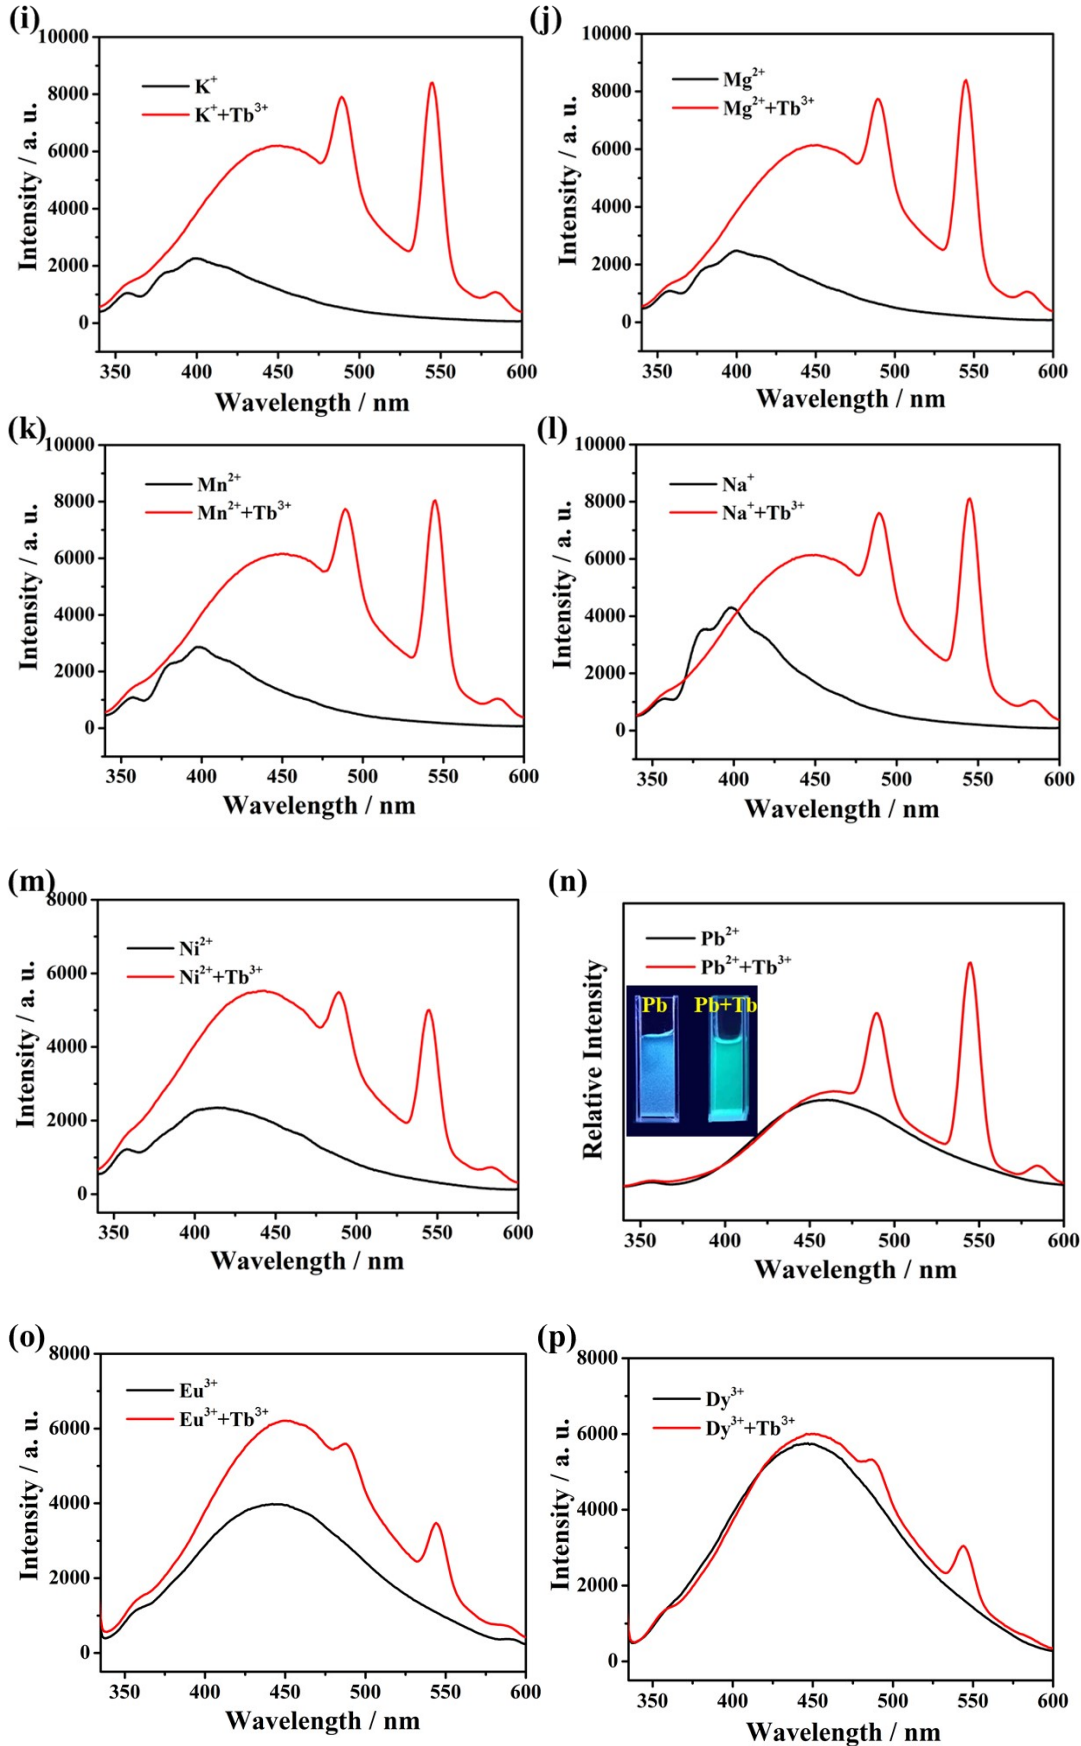 (i)
10000
8000
6000
4000
2000
0
Intensity / a. u.
K+
K++Tb3+
350 400 450 500 550 600
Wavelength / nm
(j)
10000
8000
6000
4000
2000
0
Intensity / a. u.
Mg2+
Mg2++Tb3+
350 400 450 500 550 600
Wavelength / nm
(k)
10000
8000
6000
4000
2000
0
Intensity / a. u.
Mn2+
Mn2++Tb3+
350 400 450 500 550 600
Wavelength / nm
(l)
10000
8000
6000
4000
2000
0
Intensity / a. u.
Na+
Na++Tb3+
350 400 450 500 550 600
Wavelength / nm
(m)
8000
6000
4000
2000
0
Intensity / a. u.
Ni2+
Ni2++Tb3+
350 400 450 500 550 600
Wavelength / nm
(n)
Relative Intensity
Pb2+
Pb2++Tb3+
Pb Pb+Tb
350 400 450 500 550 600
Wavelength / nm
(o)
8000
6000
4000
2000
0
Intensity / a. u.
Eu3+
Eu3++Tb3+
350 400 450 500 550 600
Wavelength / nm
(p)
8000
6000
4000
2000
0
Intensity / a. u.
Dy3+
Dy3++Tb3+
350 400 450 500 550 600
Wavelength / nm